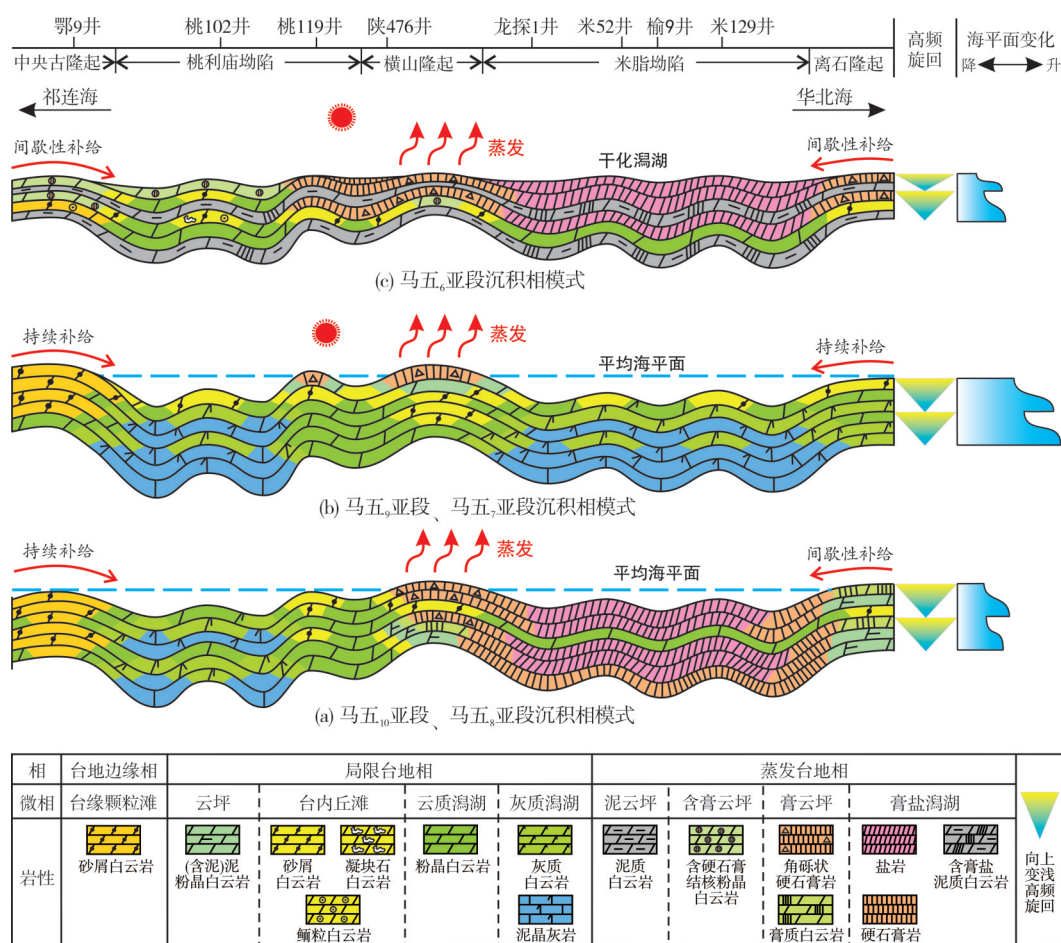 鄂9井 桃102井 桃119井 陕476井 龙探1井 米52井 榆9井 米129井 高频旋回 海平面变化
中央古隆起 桃利庙坳陷 横山隆起 米脂坳陷 离石隆起 降 升
祁连海 华北海
间歇性补给 蒸发 干化潟湖 间歇性补给
(c) 马五₆亚段沉积相模式
持续补给 蒸发 平均海平面 持续补给
(b) 马五₉亚段、马五₇亚段沉积相模式
持续补给 蒸发 平均海平面 间歇性补给
(a) 马五₁₀亚段、马五₈亚段沉积相模式
相 台地边缘相 局限台地相 蒸发台地相
微相 台缘颗粒滩 云坪 台内丘滩 云质潟湖 灰质潟湖 泥云坪 含膏云坪 膏云坪 膏盐潟湖
岩性
砂屑白云岩
(含泥)泥粉晶白云岩
砂屑白云岩
凝块石白云岩
鲕粒白云岩
粉晶白云岩
灰质白云岩
泥晶灰岩
泥质白云岩
含硬石膏结核粉晶白云岩
角砾状硬石膏岩
膏质白云岩
盐岩
含膏盐泥质白云岩
硬石膏岩
向上变浅高频旋回